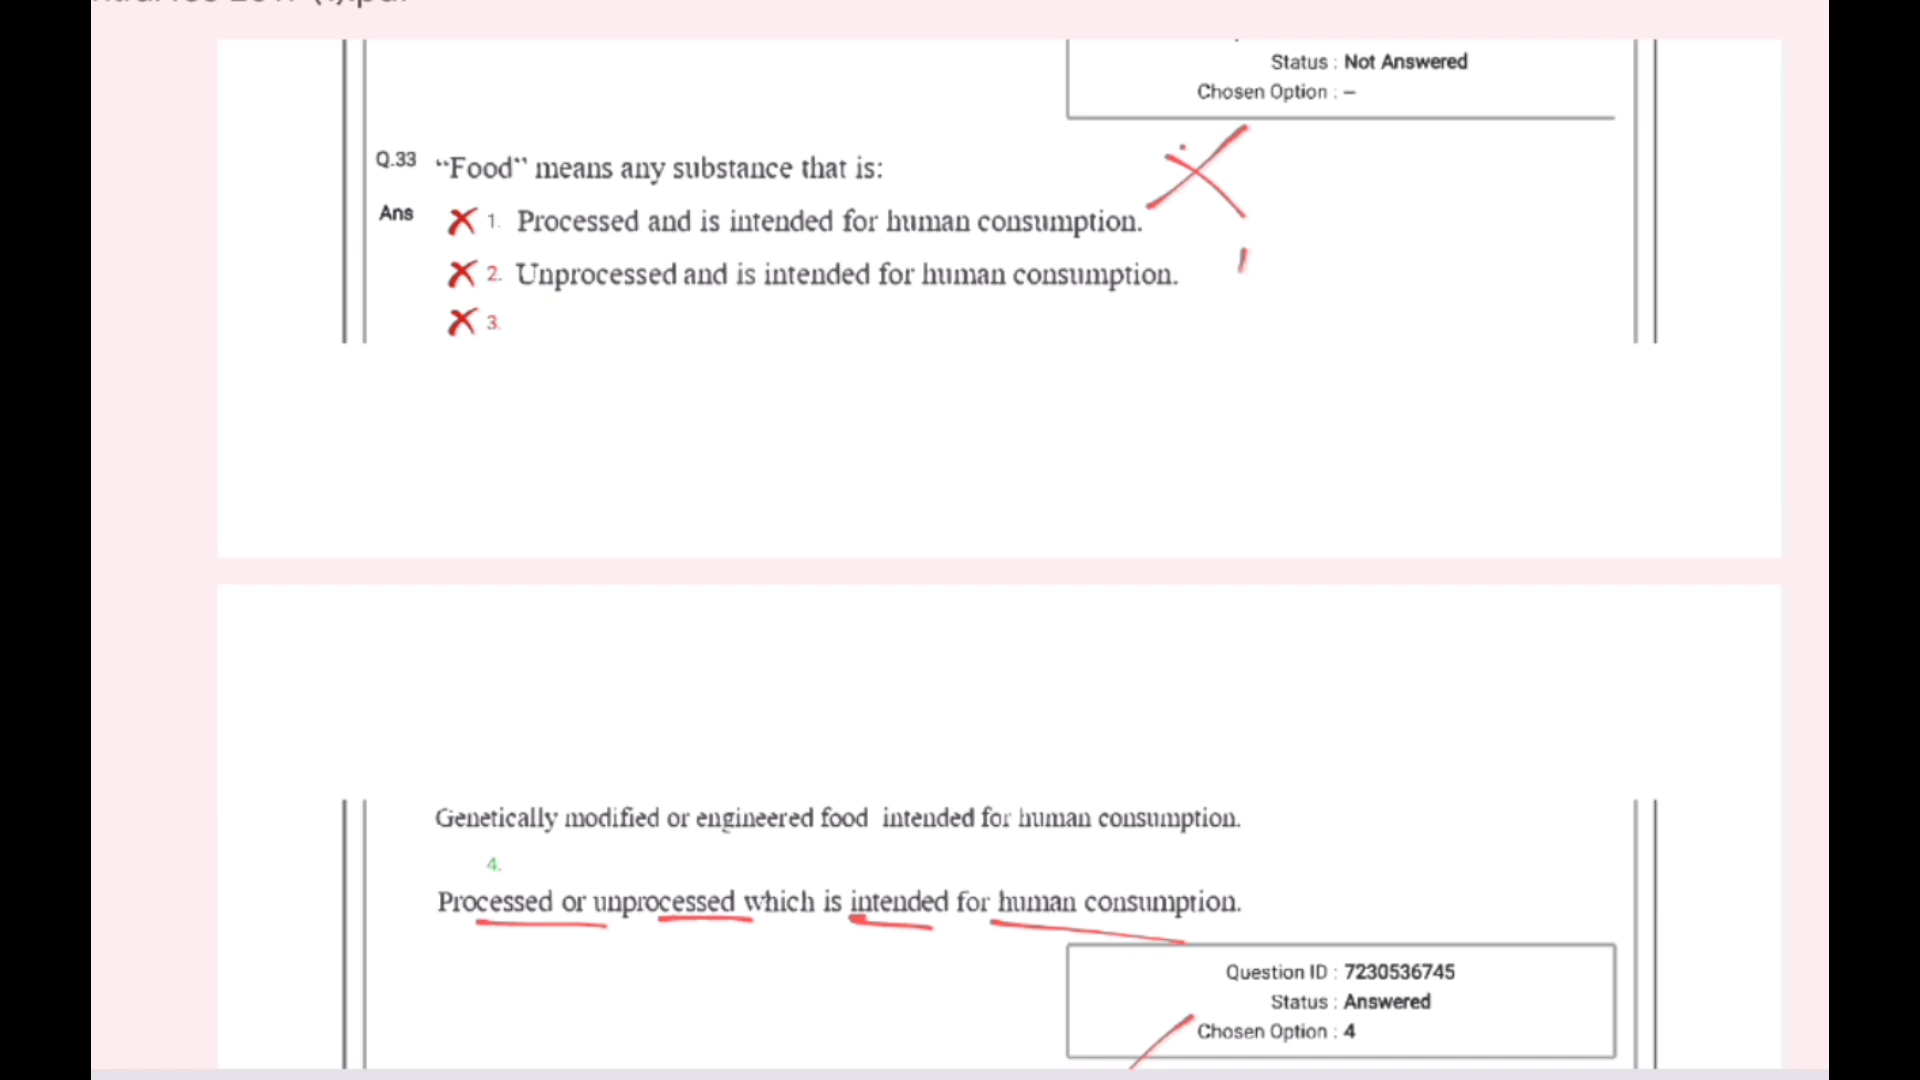 Status : Not Answered
Chosen Option : –
Q.33 “Food” means any substance that is:
Ans 1. Processed and is intended for human consumption.
2. Unprocessed and is intended for human consumption.
3.
Genetically modified or engineered food intended for human consumption.
4.
Processed or unprocessed which is intended for human consumption.
Question ID : 7230536745
Status : Answered
Chosen Option : 4